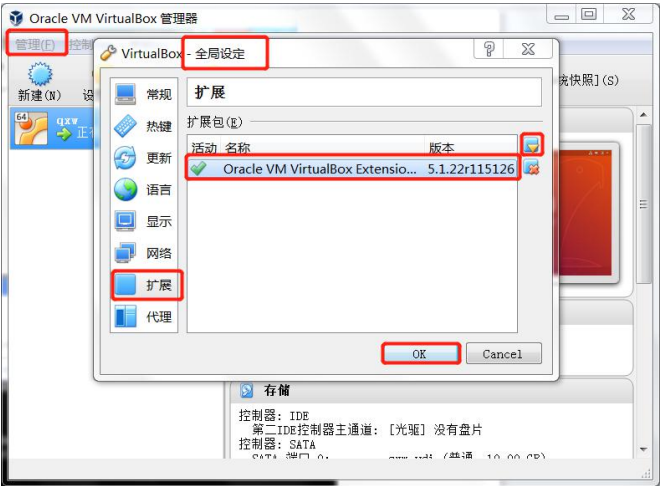 Oracle VM VirtualBox 管理器
管理(F) 控制
VirtualBox - 全局设定
新建(N) 设
统快照](S)
64
qxw
正在
常规
热键
更新
语言
显示
网络
扩展
代理
扩展
扩展包(E)
活动 名称 版本
Oracle VM VirtualBox Extensio... 5.1.22r115126
OK Cancel
存储
控制器: IDE
第二IDE控制器主通道: [光驱] 没有盘片
控制器: SATA
SATA 端口 0: qxw.vdi (普通, 10.00 GB)